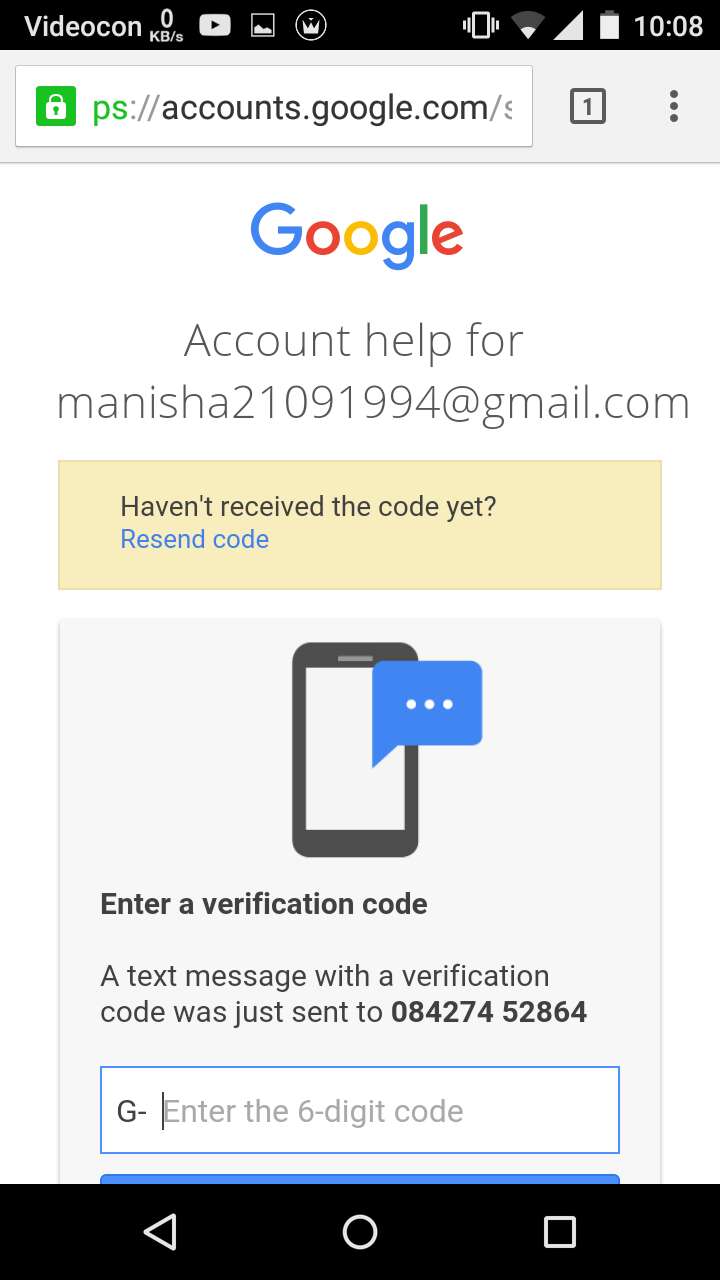 Videocon 0 KB/s 10:08
ps://accounts.google.com/s 1
Google
Account help for
manisha21091994@gmail.com
Haven't received the code yet?
Resend code
Enter a verification code
A text message with a verification
code was just sent to 084274 52864
G- Enter the 6-digit code